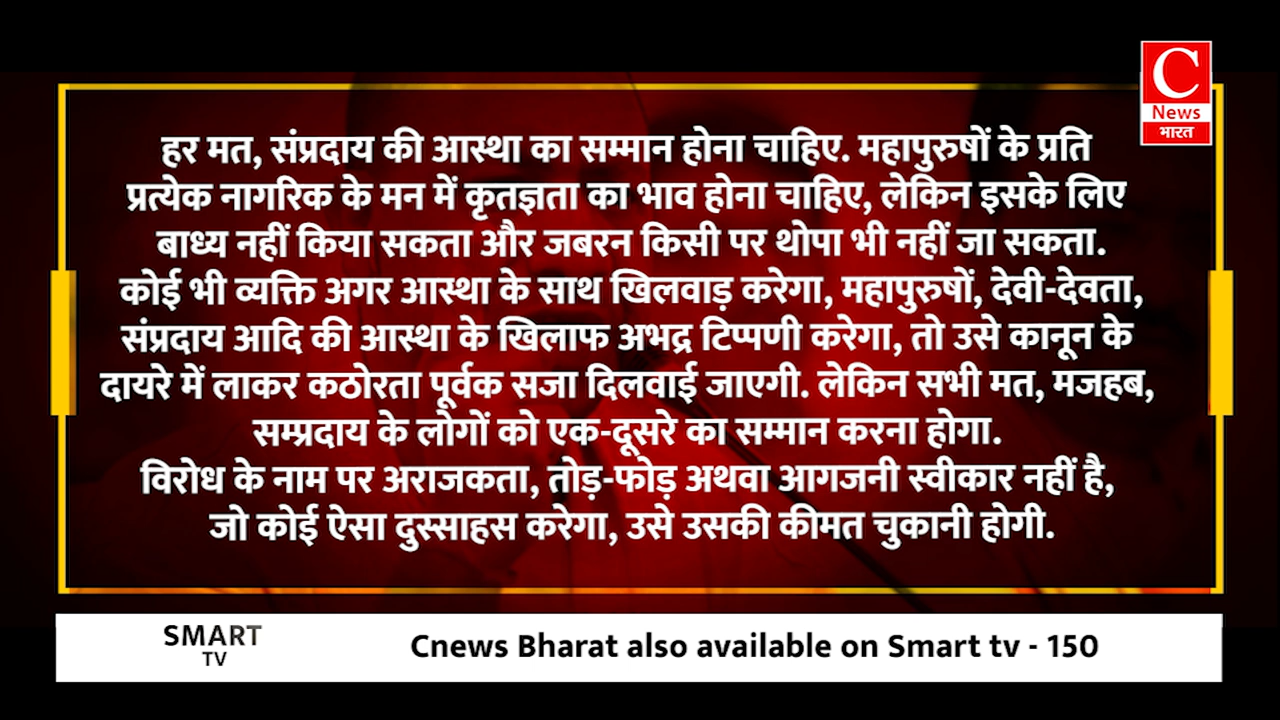 C
News
भारत
हर मत, संप्रदाय की आस्था का सम्मान होना चाहिए. महापुरुषों के प्रति
प्रत्येक नागरिक के मन में कृतज्ञता का भाव होना चाहिए, लेकिन इसके लिए
बाध्य नहीं किया सकता और जबरन किसी पर थोपा भी नहीं जा सकता.
कोई भी व्यक्ति अगर आस्था के साथ खिलवाड़ करेगा, महापुरुषों, देवी-देवता,
संप्रदाय आदि की आस्था के खिलाफ अभद्र टिप्पणी करेगा, तो उसे कानून के
दायरे में लाकर कठोरता पूर्वक सजा दिलवाई जाएगी. लेकिन सभी मत, मजहब,
सम्प्रदाय के लोगों को एक-दूसरे का सम्मान करना होगा.
विरोध के नाम पर अराजकता, तोड़-फोड़ अथवा आगजनी स्वीकार नहीं है,
जो कोई ऐसा दुस्साहस करेगा, उसे उसकी कीमत चुकानी होगी.
SMART
TV
Cnews Bharat also available on Smart tv - 150